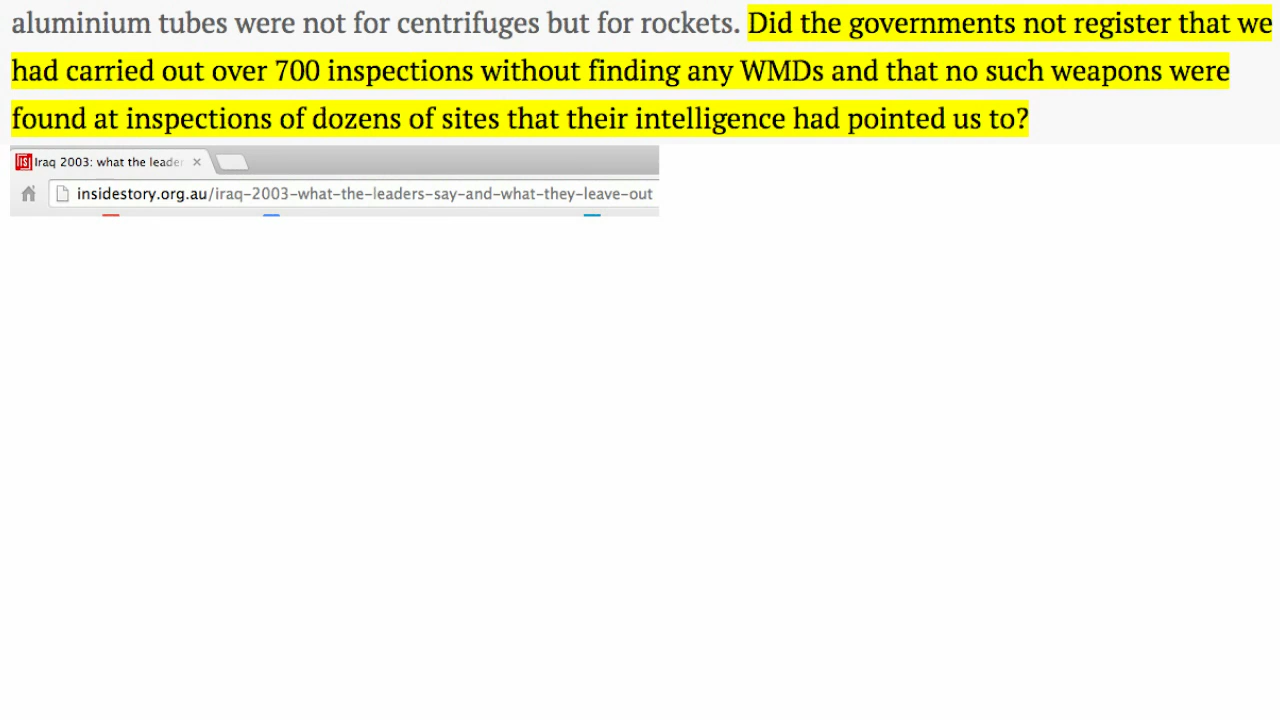 aluminium tubes were not for centrifuges but for rockets. Did the governments not register that we
had carried out over 700 inspections without finding any WMDs and that no such weapons were
found at inspections of dozens of sites that their intelligence had pointed us to?
IS Iraq 2003: what the leader ×
insidestory.org.au/iraq-2003-what-the-leaders-say-and-what-they-leave-out